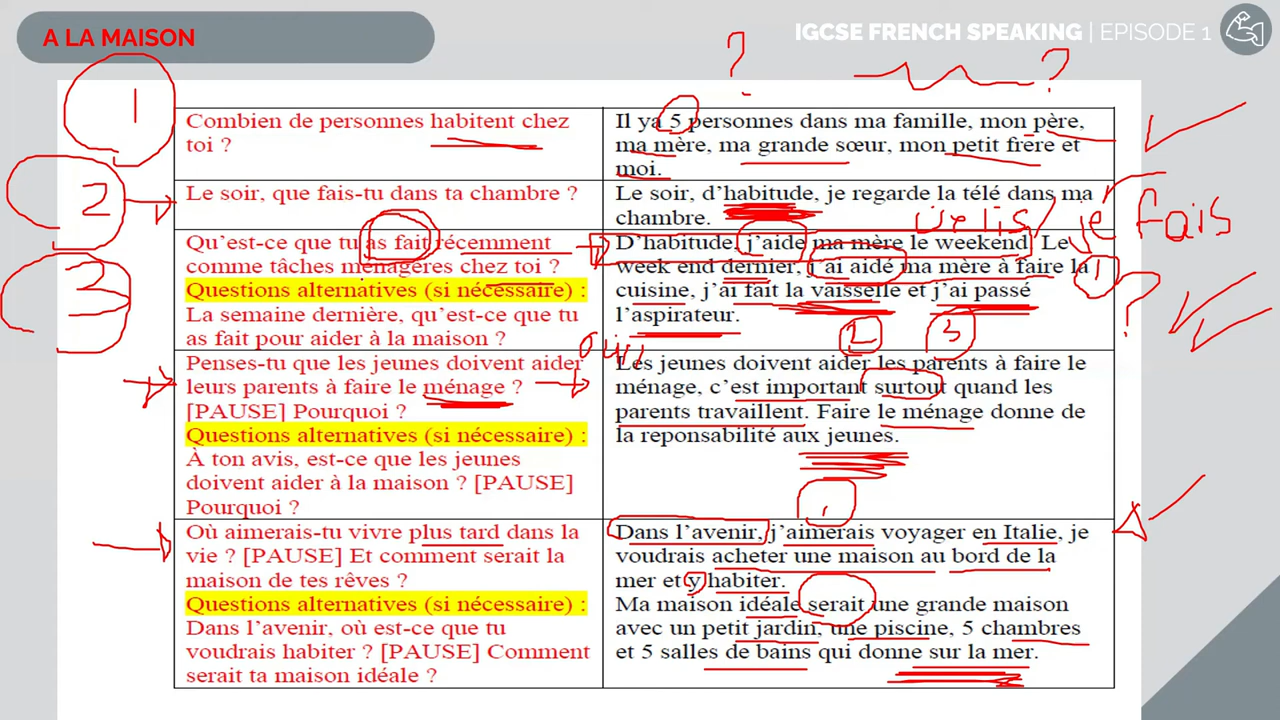 A LA MAISON
IGCSE FRENCH SPEAKING | EPISODE 1
?
?
1
Combien de personnes habitent chez
toi ?
Il ya 5 personnes dans ma famille, mon père,
ma mère, ma grande sœur, mon petit frère et
moi.
2
Le soir, que fais-tu dans ta chambre ?
Le soir, d’habitude, je regarde la télé dans ma
chambre.
je fais
3
Qu’est-ce que tu as fait récemment
comme tâches ménagères chez toi ?
Questions alternatives (si nécessaire) :
La semaine dernière, qu’est-ce que tu
as fait pour aider à la maison ?
D’habitude, j’aide ma mère le weekend. Le
week end dernier, j’ai aidé ma mère à faire la
cuisine, j’ai fait la vaisselle et j’ai passé
l’aspirateur.
1
?
2
3
Penses-tu que les jeunes doivent aider
leurs parents à faire le ménage ?
[PAUSE] Pourquoi ?
Questions alternatives (si nécessaire) :
À ton avis, est-ce que les jeunes
doivent aider à la maison ? [PAUSE]
Pourquoi ?
oui,
Les jeunes doivent aider les parents à faire le
ménage, c’est important surtout quand les
parents travaillent. Faire le ménage donne de
la reponsabilité aux jeunes.
Où aimerais-tu vivre plus tard dans la
vie ? [PAUSE] Et comment serait la
maison de tes rêves ?
Questions alternatives (si nécessaire) :
Dans l’avenir, où est-ce que tu
voudrais habiter ? [PAUSE] Comment
serait ta maison idéale ?
Dans l’avenir, j’aimerais voyager en Italie, je
voudrais acheter une maison au bord de la
mer et y habiter.
Ma maison idéale serait une grande maison
avec un petit jardin, une piscine, 5 chambres
et 5 salles de bains qui donne sur la mer.